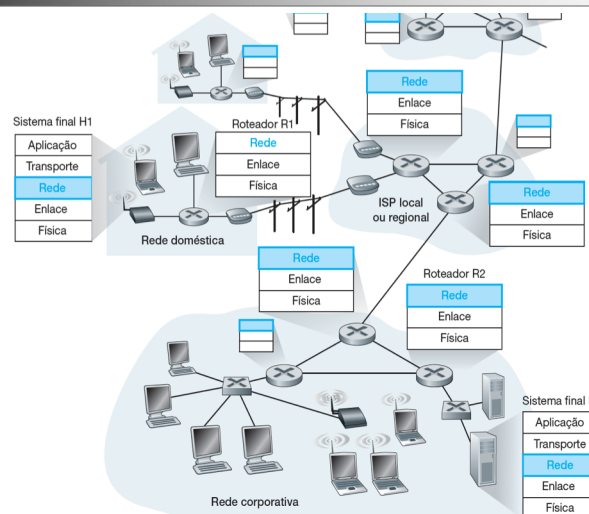 Rede
Enlace
Física
Sistema final H1
Aplicação
Transporte
Rede
Enlace
Física
Roteador R1
Rede
Enlace
Física
Rede doméstica
ISP local
ou regional
Rede
Enlace
Física
Rede
Enlace
Física
Roteador R2
Rede
Enlace
Física
Sistema final
Aplicação
Transporte
Rede
Enlace
Física
Rede corporativa